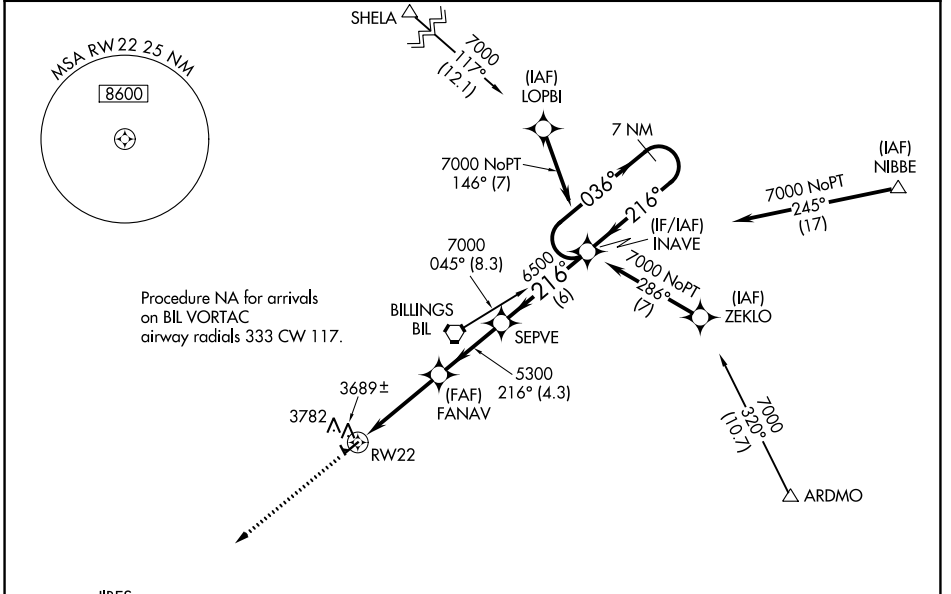 SHELA
7000
117°
(12.1)
MSA RW22 25 NM
8600
(IAF)
LOPBI
7 NM
7000 NoPT
146° (7)
036°
216°
(IAF)
NIBBE
7000 NoPT
245°
(17)
(IF/IAF)
INAVE
7000
045° (8.3)
6500
216°
(6)
7000 NoPT
286°
(7)
(IAF)
ZEKLO
Procedure NA for arrivals
on BIL VORTAC
airway radials 333 CW 117.
BILLINGS
BIL
SEPVE
5300
216° (4.3)
(FAF)
FANAV
3689±
3782
RW22
7000
320°
(10.7)
ARDMO